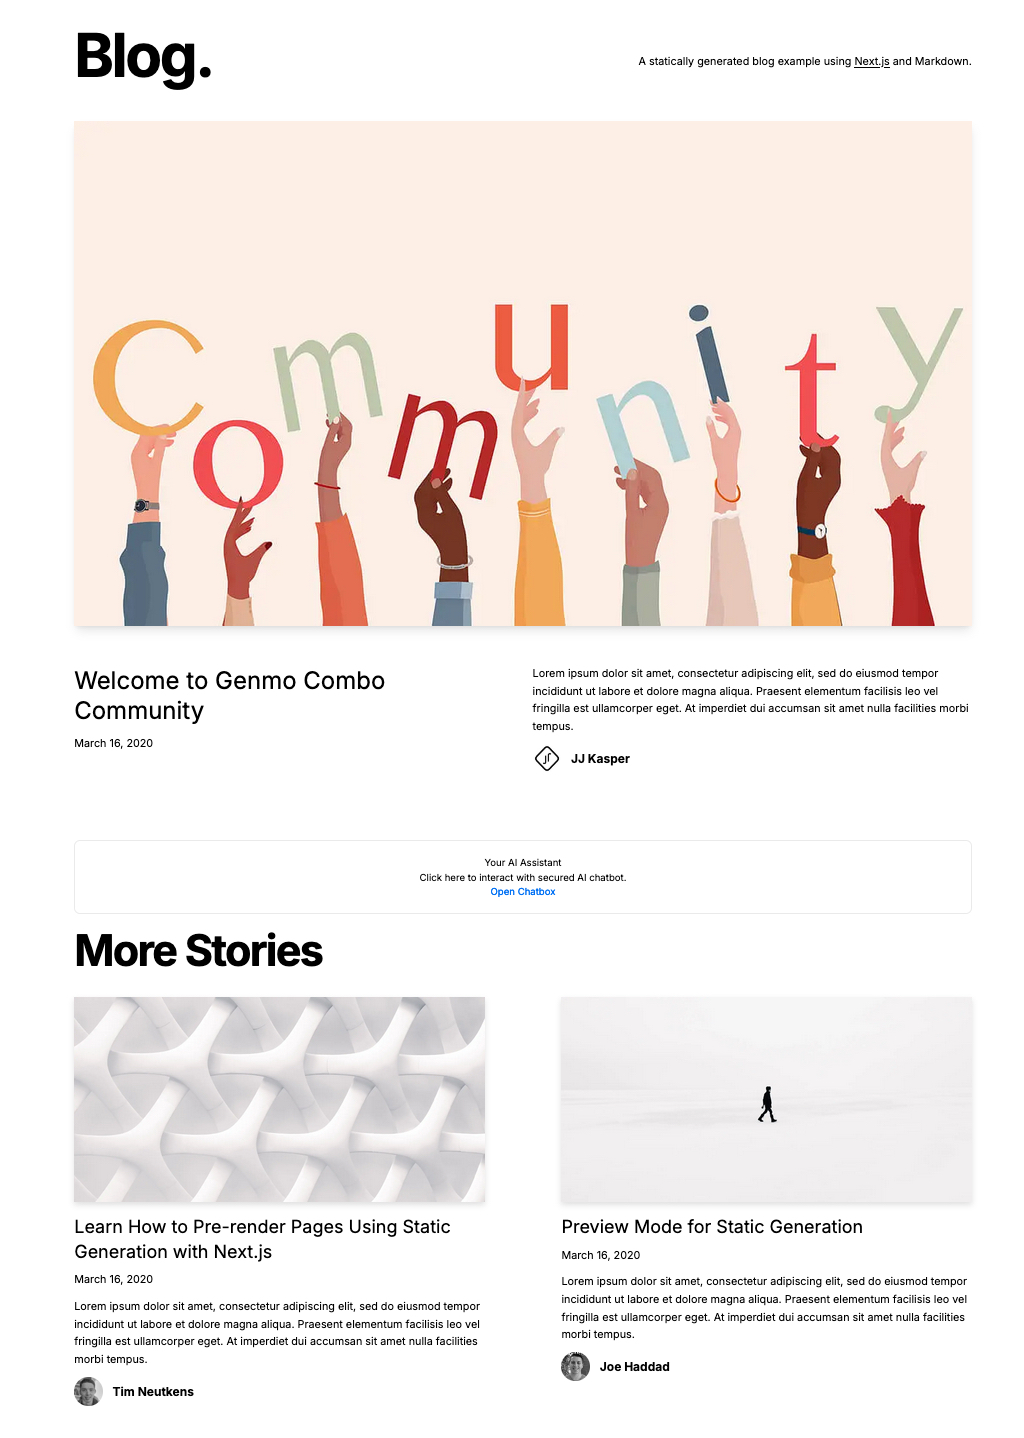 Blog.
A statically generated blog example using Next.js and Markdown.
Community
Welcome to Genmo Combo
Community
March 16, 2020
Lorem ipsum dolor sit amet, consectetur adipiscing elit, sed do eiusmod tempor
incididunt ut labore et dolore magna aliqua. Praesent elementum facilisis leo vel
fringilla est ullamcorper eget. At imperdiet dui accumsan sit amet nulla facilities morbi
tempus.
JJ Kasper
Your AI Assistant
Click here to interact with secured AI chatbot.
Open Chatbox
More Stories
Learn How to Pre-render Pages Using Static
Generation with Next.js
March 16, 2020
Lorem ipsum dolor sit amet, consectetur adipiscing elit, sed do eiusmod tempor
incididunt ut labore et dolore magna aliqua. Praesent elementum facilisis leo vel
fringilla est ullamcorper eget. At imperdiet dui accumsan sit amet nulla facilities
morbi tempus.
Tim Neutkens
Preview Mode for Static Generation
March 16, 2020
Lorem ipsum dolor sit amet, consectetur adipiscing elit, sed do eiusmod tempor
incididunt ut labore et dolore magna aliqua. Praesent elementum facilisis leo vel
fringilla est ullamcorper eget. At imperdiet dui accumsan sit amet nulla facilities
morbi tempus.
Joe Haddad